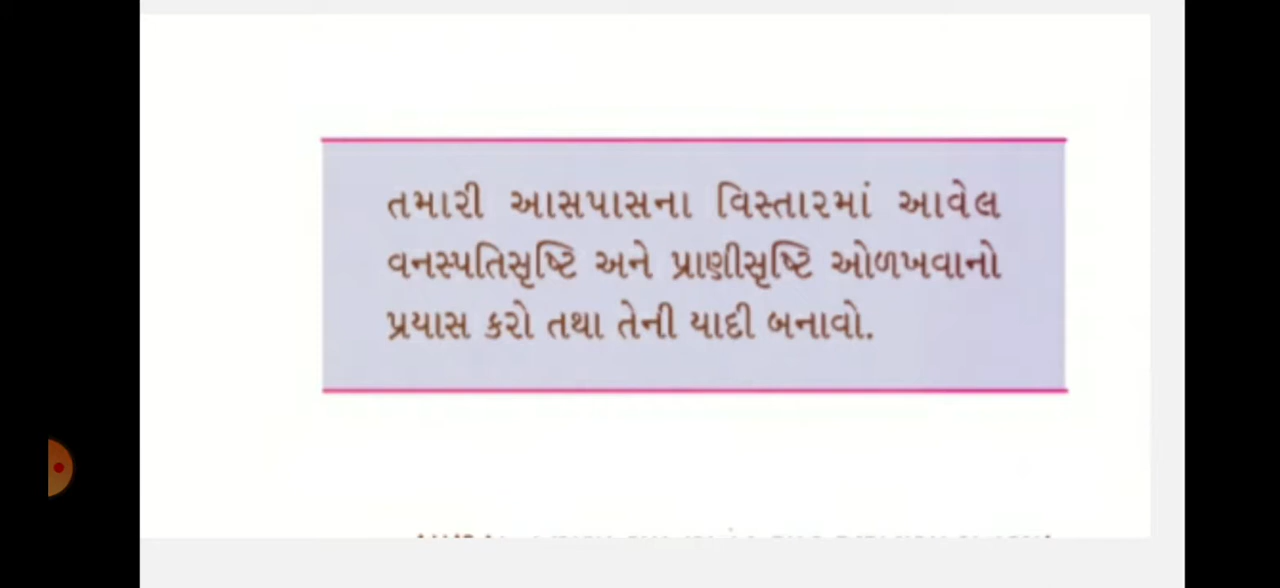 તમારી આસપાસના વિસ્તારમાં આવેલ
વનસ્પતિસૃષ્ટિ અને પ્રાણીસૃષ્ટિ ઓળખવાનો
પ્રયાસ કરો તથા તેની યાદી બનાવો.